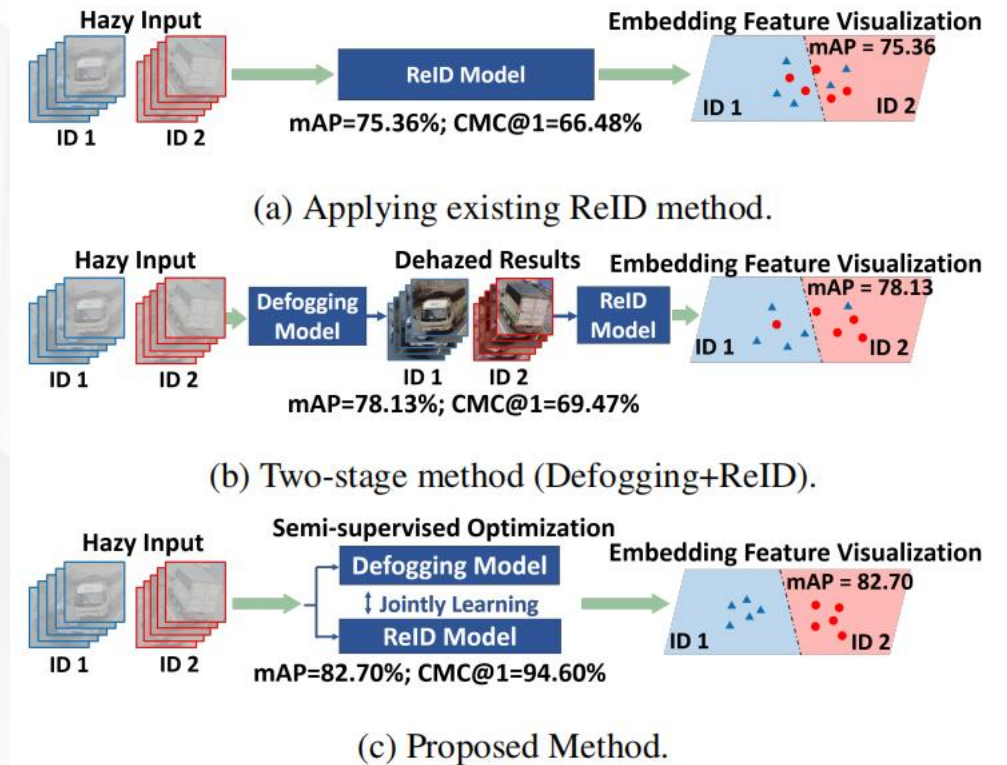 Hazy Input
Embedding Feature Visualization
mAP = 75.36
ReID Model
ID 1
ID 2
ID 1
ID 2
mAP=75.36%; CMC@1=66.48%
(a) Applying existing ReID method.
Hazy Input
Dehazed Results
Embedding Feature Visualization
mAP = 78.13
Defogging
Model
ReID
Model
ID 1
ID 2
ID 1
ID 2
ID 1
ID 2
mAP=78.13%; CMC@1=69.47%
(b) Two-stage method (Defogging+ReID).
Semi-supervised Optimization
Hazy Input
Embedding Feature Visualization
mAP = 82.70
Defogging Model
Jointly Learning
ReID Model
ID 1
ID 2
ID 1
ID 2
mAP=82.70%; CMC@1=94.60%
(c) Proposed Method.